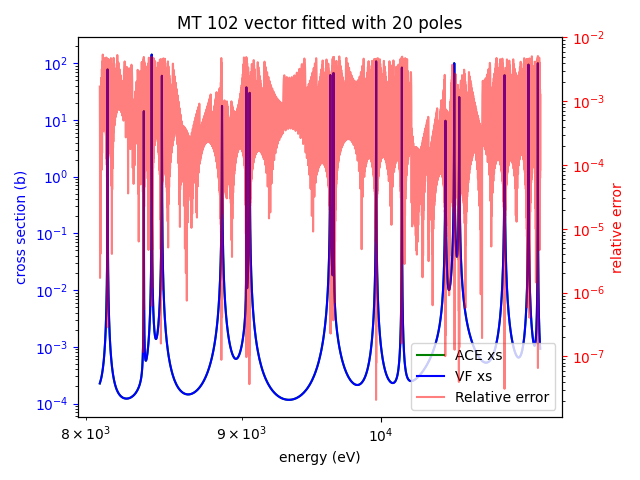 MT 102 vector fitted with 20 poles
10²
10¹
10⁰
10⁻¹
10⁻²
10⁻³
10⁻⁴
cross section (b)
10⁻²
10⁻³
10⁻⁴
10⁻⁵
10⁻⁶
10⁻⁷
relative error
ACE xs
VF xs
Relative error
8 × 10³ 9 × 10³ 10⁴
energy (eV)